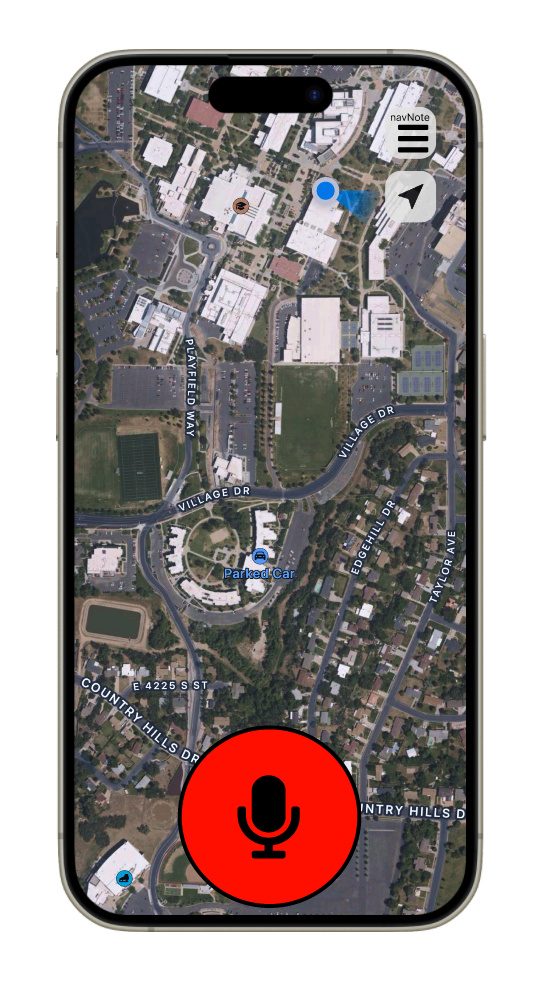 navNote
PLAYFIELD WAY
VILLAGE DR
VILLAGE DR
EDGEHILL DR
TAYLOR AVE
Parked Car
E 4225 S ST
COUNTRY HILLS DR
UNTRY HILLS D